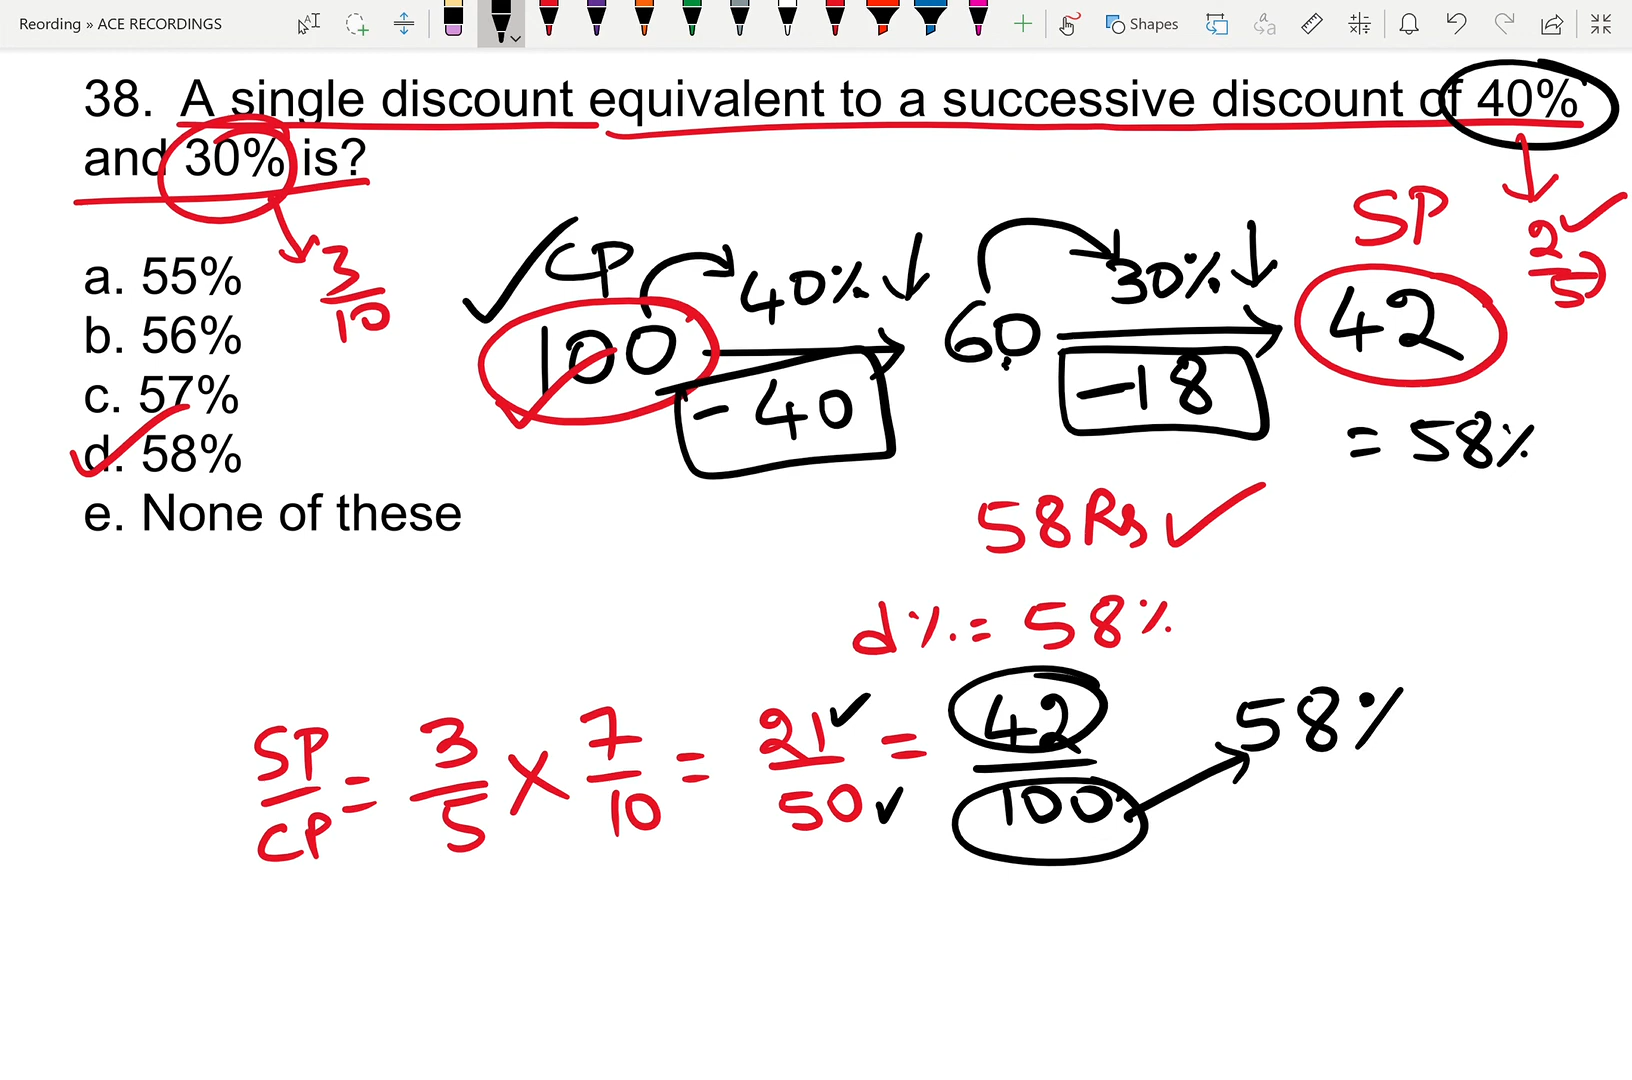 Reording » ACE RECORDINGS
Shapes
38. A single discount equivalent to a successive discount of 40%
and 30% is?
a. 55%
b. 56%
c. 57%
d. 58%
e. None of these
3/10
2/5
CP
100
40% ↓
-40
60
30% ↓
-18
SP
42
= 58%
58 Rs ✓
d% = 58%
SP/CP = 3/5 × 7/10 = 21/50 = 42/100 → 58%